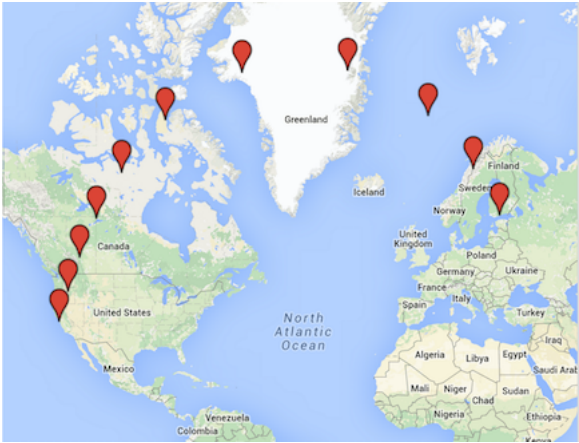 Greenland
Finland
Iceland
Sweden
Norway
United
Kingdom
Canada
Poland
Germany
Ukraine
France
Italy
Spain
Turkey
United States
North
Atlantic
Ocean
Iraq
Algeria
Libya
Egypt
Saudi Arab
Mexico
Mali
Niger
Sudan
Chad
Nigeria
Venezuela
Ethiopia
Colombia
Kenya